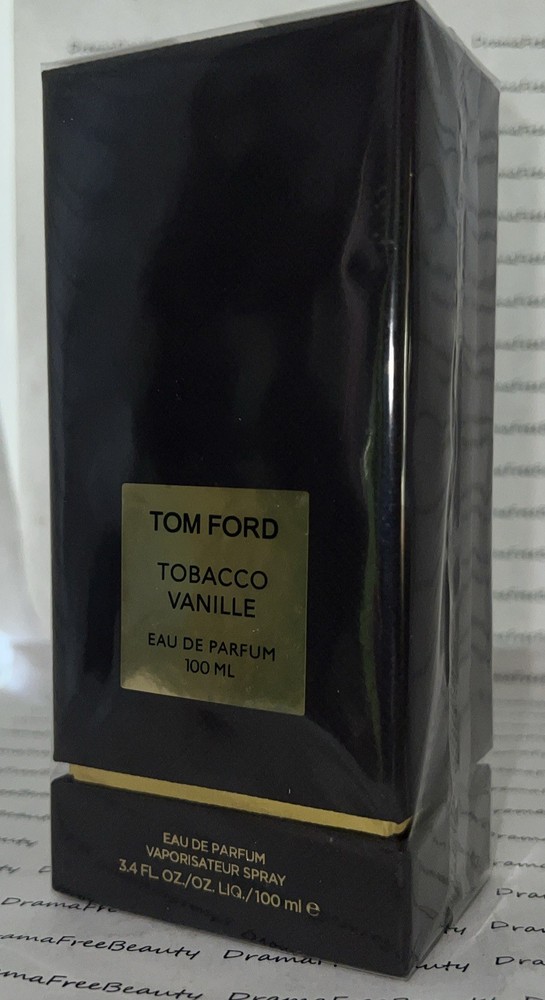 TOM FORD
TOBACCO
VANILLE
EAU DE PARFUM
100 ML
EAU DE PARFUM
VAPORISATEUR SPRAY
3.4 FL. OZ./OZ. LIQ./100 ml ℮
DramaFreeBeauty